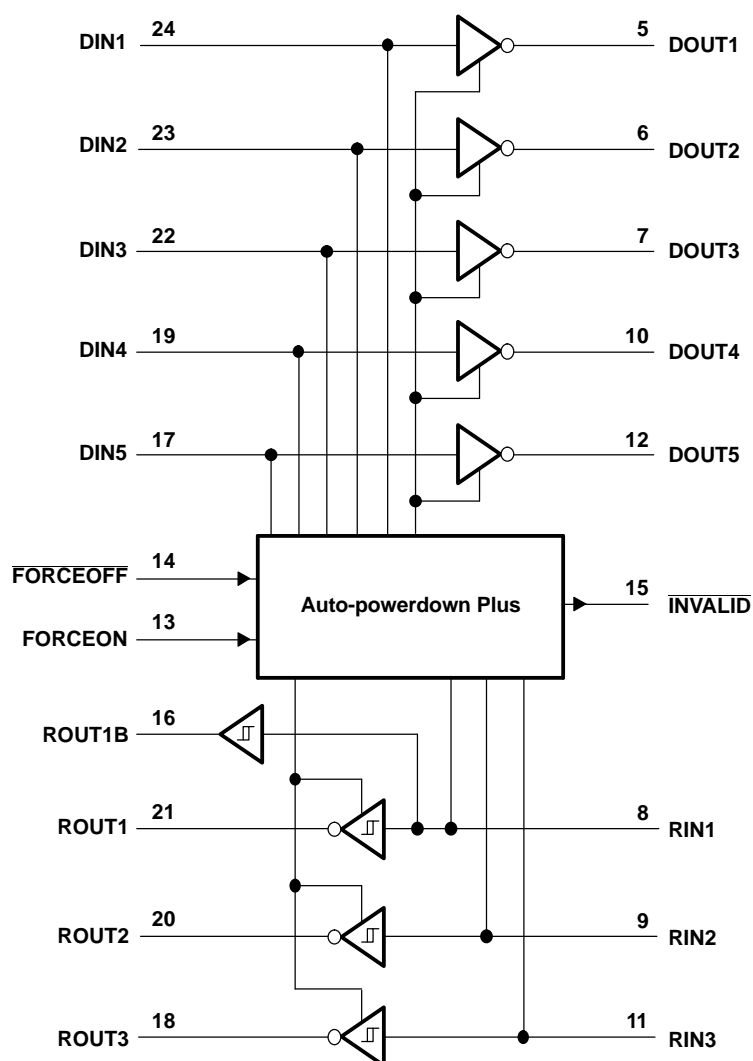 DIN1 24 5 DOUT1
DIN2 23 6 DOUT2
DIN3 22 7 DOUT3
DIN4 19 10 DOUT4
DIN5 17 12 DOUT5
FORCEOFF 14
Auto-powerdown Plus
15 INVALID
FORCEON 13
ROUT1B 16
ROUT1 21 8 RIN1
ROUT2 20 9 RIN2
ROUT3 18 11 RIN3